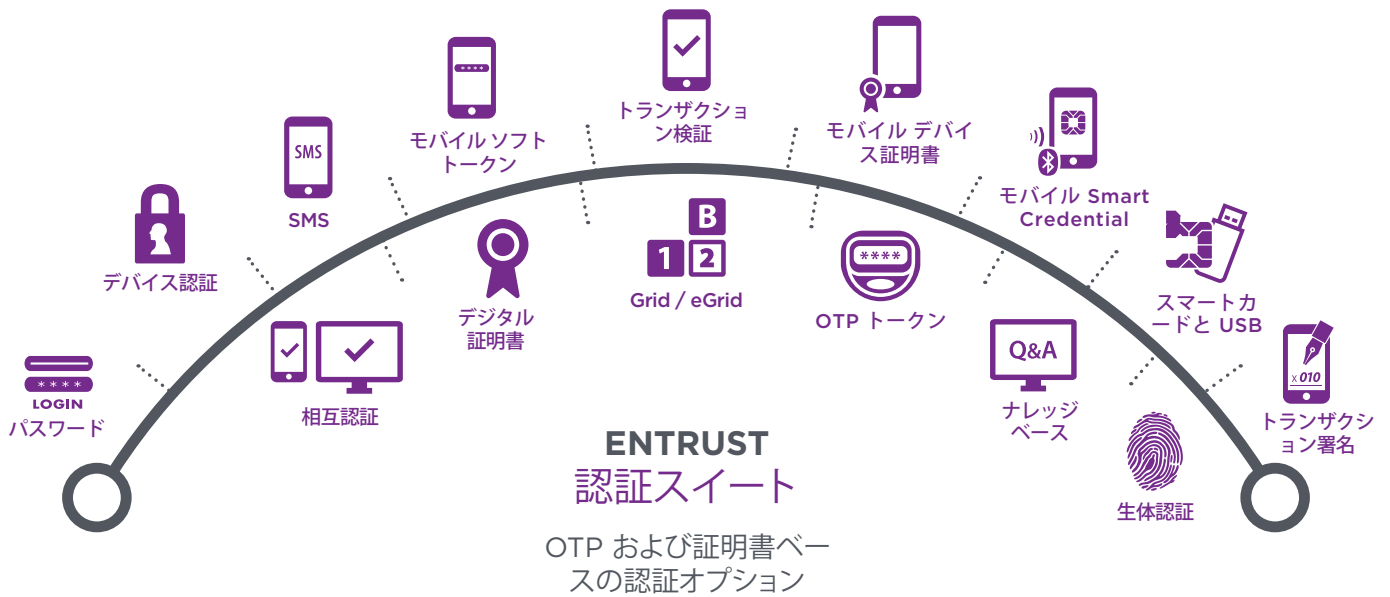 トランザクショ
ン検証
モバイル ソフト
トークン
モバイル デバイ
ス証明書
SMS
SMS
モバイル Smart
Credential
デバイス認証
B
1 2
Grid / eGrid
****
OTP トークン
デジタル
証明書
スマートカ
ードと USB
相互認証
Q&A
ナレッジ
ベース
x 010
トランザクシ
ョン署名
****
LOGIN
パスワード
生体認証
ENTRUST
認証スイート
OTP および証明書ベー
スの認証オプション